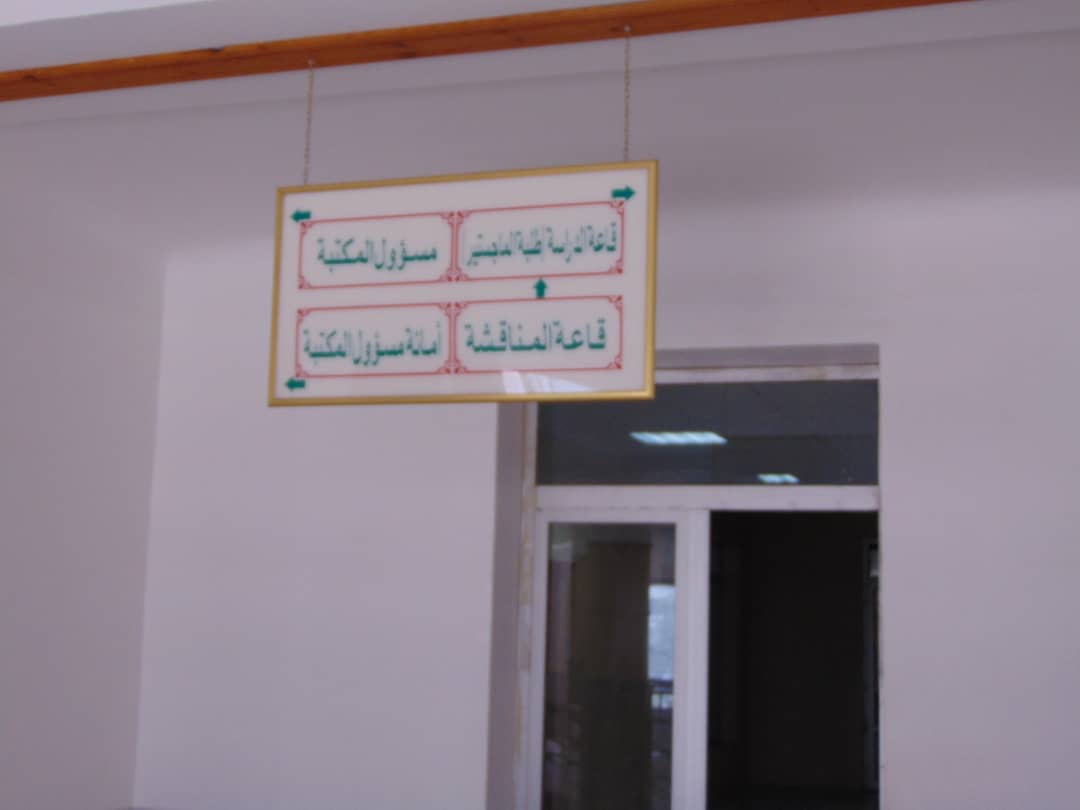 قاعة الدراسة لطلبة الماجستير
مسؤول المكتبة
قاعة المناقشة
أمانة مسؤول المكتبة